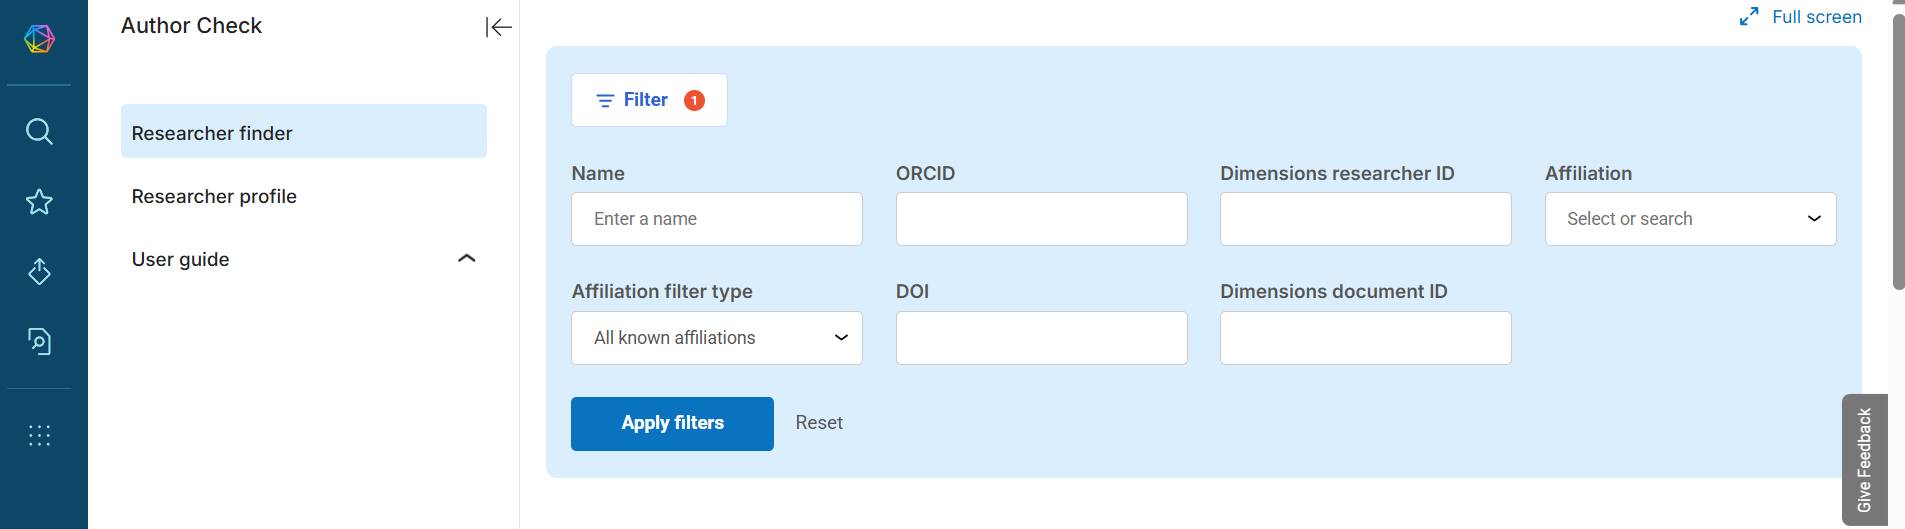 Author Check
Full screen
Researcher finder
Researcher profile
User guide
Filter 1
Name
ORCID
Dimensions researcher ID
Affiliation
Enter a name
Select or search
Affiliation filter type
DOI
Dimensions document ID
All known affiliations
Apply filters
Reset
Give Feedback